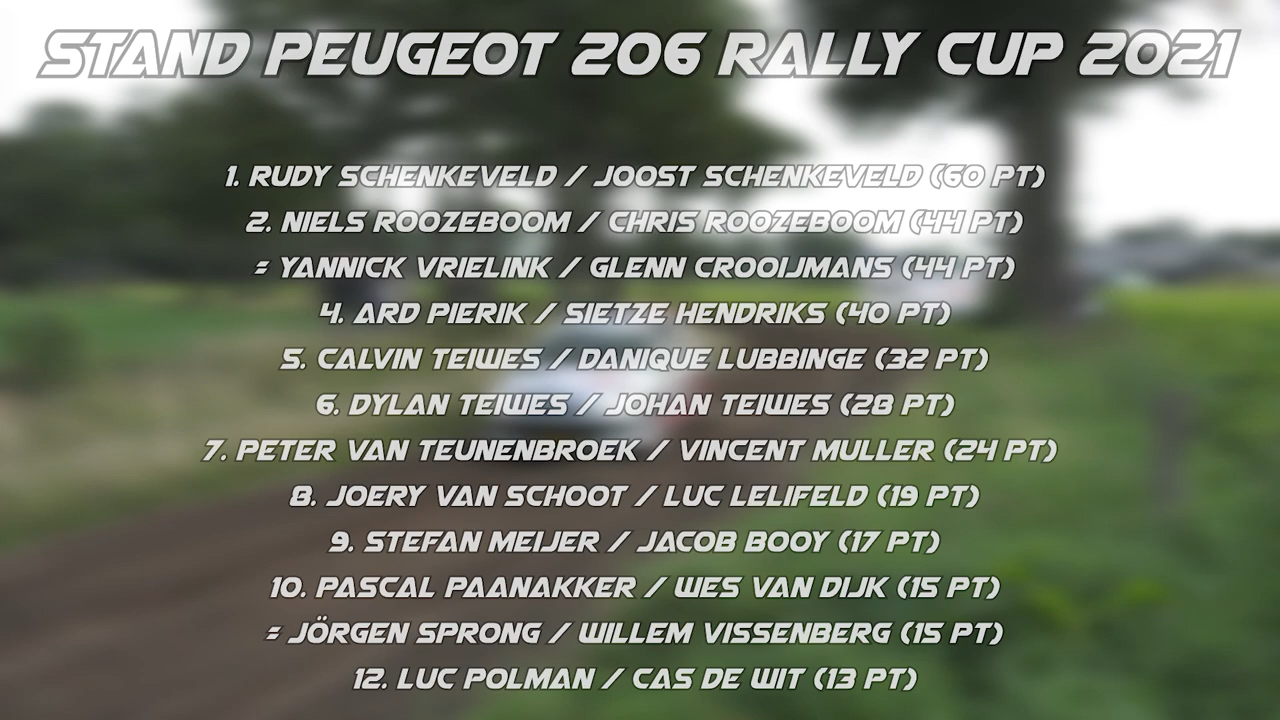 STAND PEUGEOT 206 RALLY CUP 2021
1. RUDY SCHENKEVELD / JOOST SCHENKEVELD (60 PT)
2. NIELS ROOZEBOOM / CHRIS ROOZEBOOM (44 PT)
= YANNICK VRIELINK / GLENN CROOIJMANS (44 PT)
4. ARD PIERIK / SIETZE HENDRIKS (40 PT)
5. CALVIN TEIWES / DANIQUE LUBBINGE (32 PT)
6. DYLAN TEIWES / JOHAN TEIWES (28 PT)
7. PETER VAN TEUNENBROEK / VINCENT MULLER (24 PT)
8. JOERY VAN SCHOOT / LUC LELIFELD (19 PT)
9. STEFAN MEIJER / JACOB BOOY (17 PT)
10. PASCAL PAANAKKER / WES VAN DIJK (15 PT)
= JÖRGEN SPRONG / WILLEM VISSENBERG (15 PT)
12. LUC POLMAN / CAS DE WIT (13 PT)